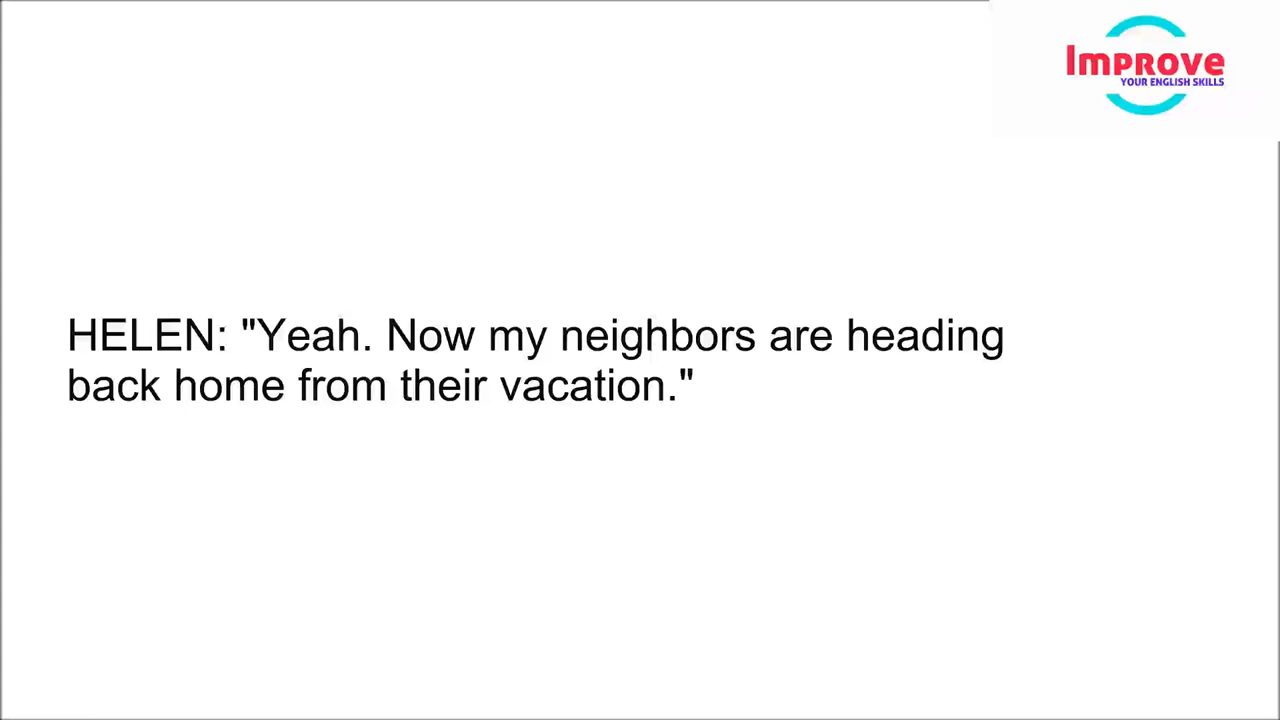 Improve
YOUR ENGLISH SKILLS
HELEN: "Yeah. Now my neighbors are heading
back home from their vacation."